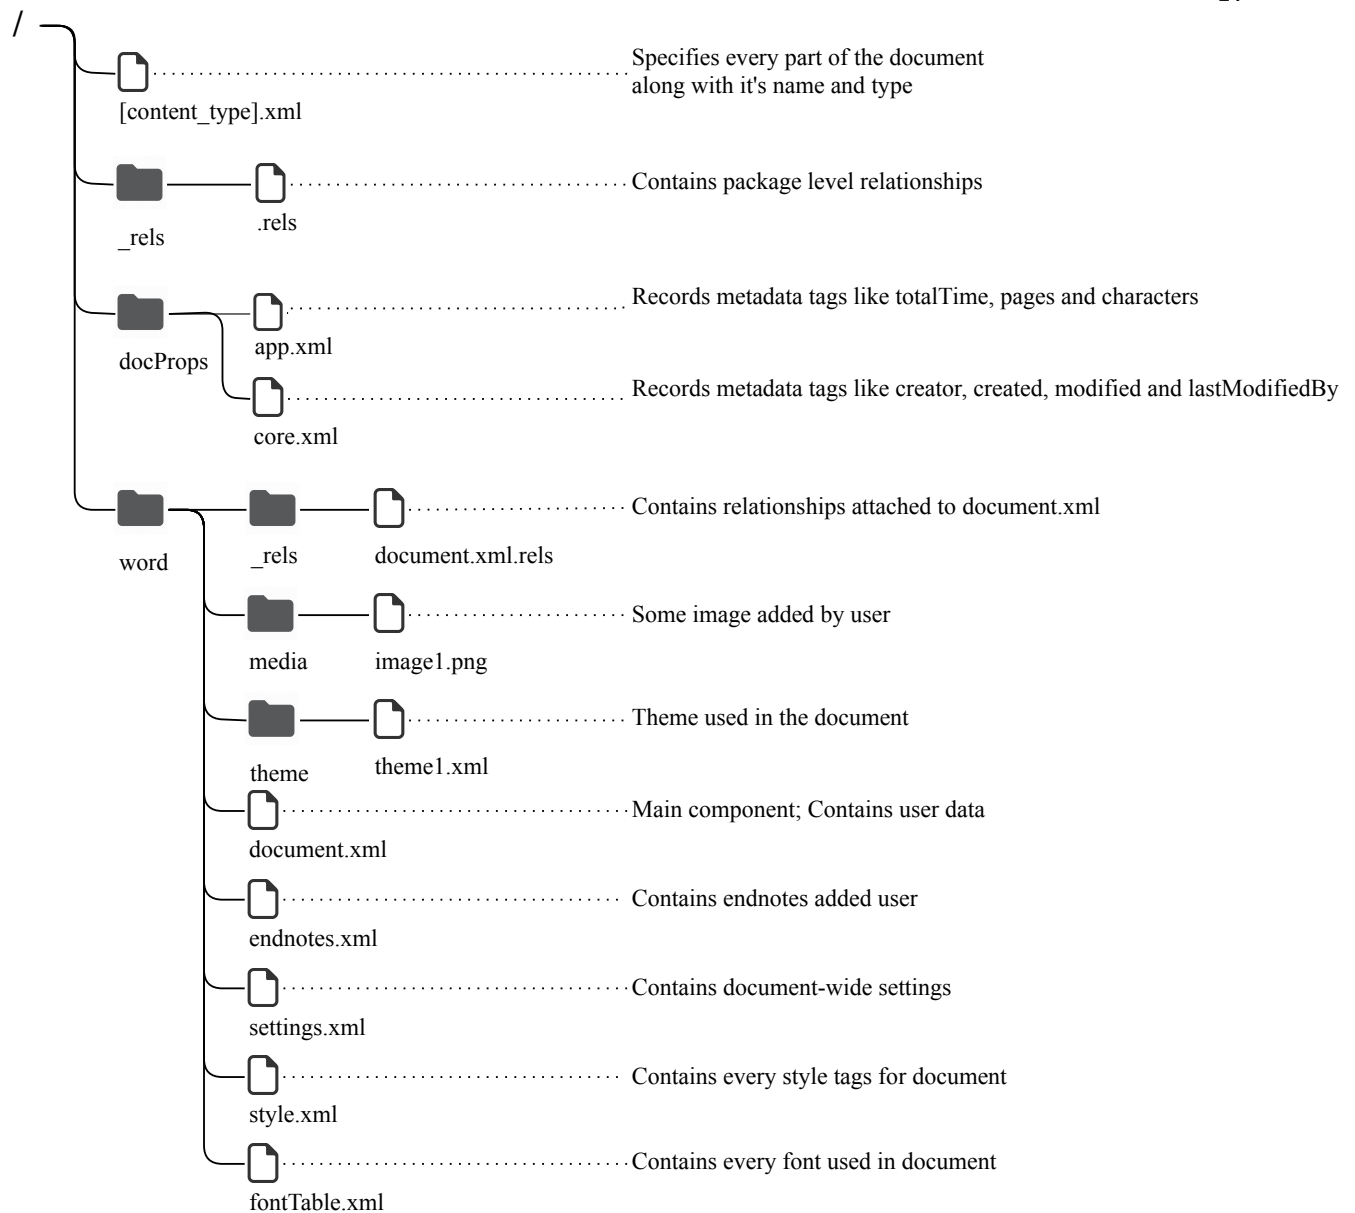 /
Specifies every part of the document
along with it's name and type
[content_type].xml
Contains package level relationships
.rels
_rels
Records metadata tags like totalTime, pages and characters
app.xml
docProps
Records metadata tags like creator, created, modified and lastModifiedBy
core.xml
Contains relationships attached to document.xml
word
_rels
document.xml.rels
Some image added by user
media
image1.png
Theme used in the document
theme
theme1.xml
Main component; Contains user data
document.xml
Contains endnotes added user
endnotes.xml
Contains document-wide settings
settings.xml
Contains every style tags for document
style.xml
Contains every font used in document
fontTable.xml